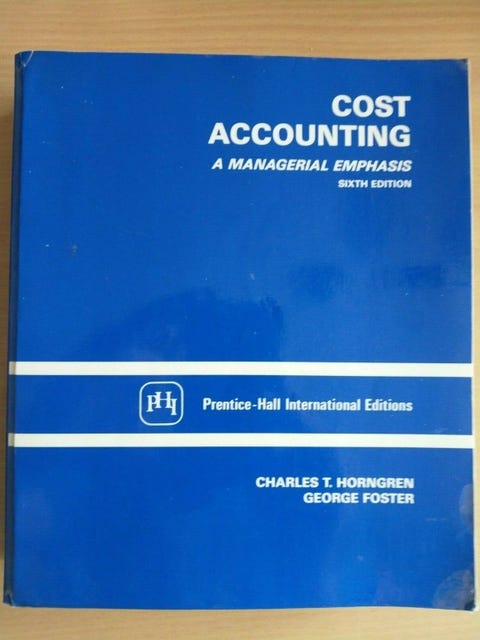 COST
ACCOUNTING
A MANAGERIAL EMPHASIS
SIXTH EDITION
PHI
Prentice-Hall International Editions
CHARLES T. HORNGREN
GEORGE FOSTER